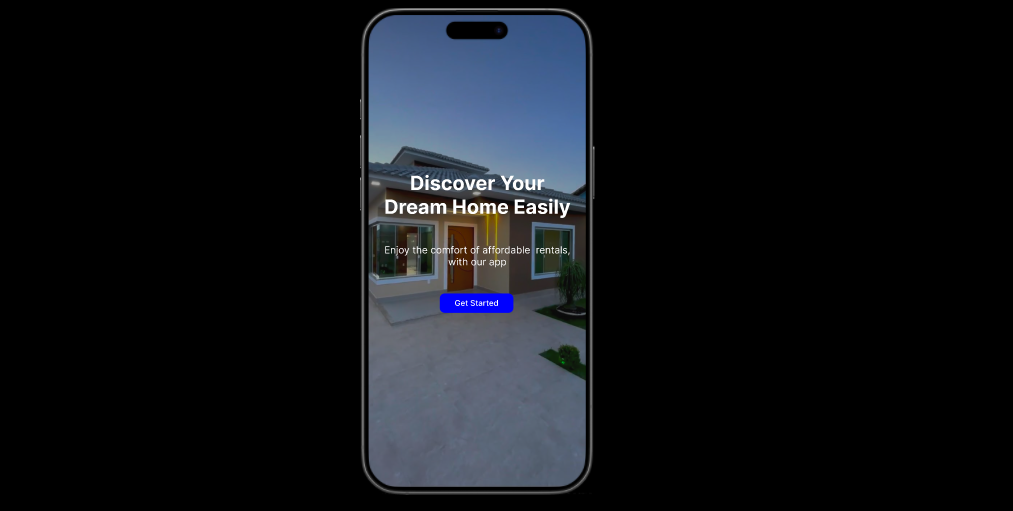 Discover Your
Dream Home Easily
Enjoy the comfort of affordable  rentals,
with our app
Get Started